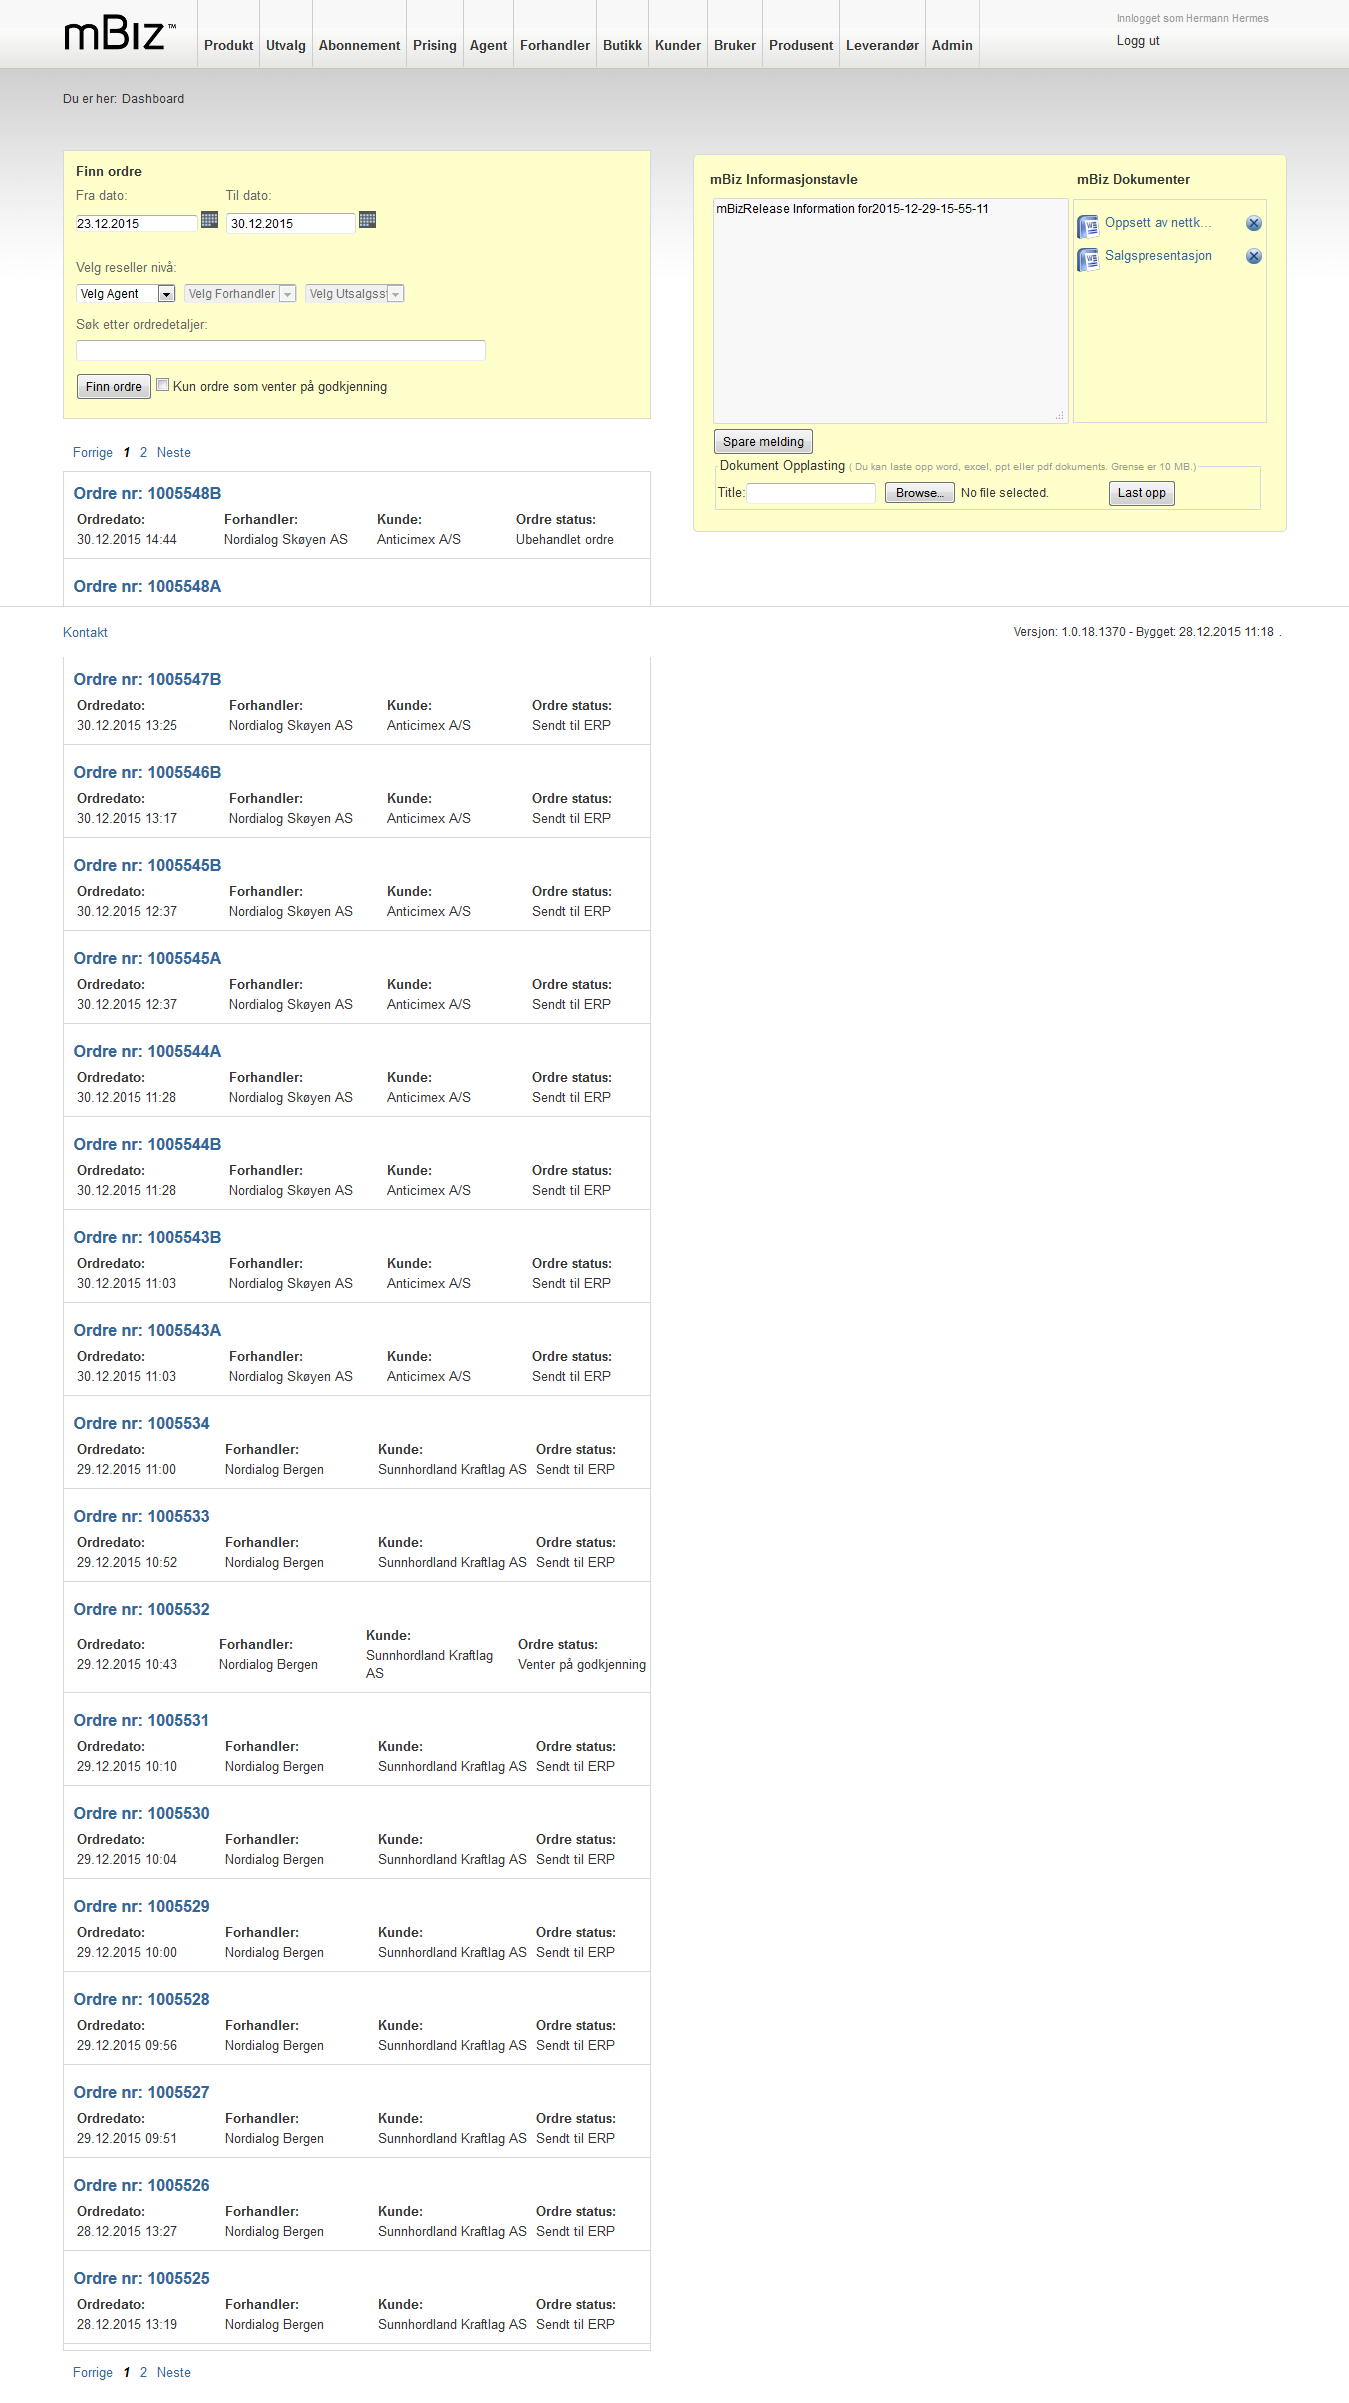 mBiz™
Produkt Utvalg Abonnement Prising Agent Forhandler Butikk Kunder Bruker Produsent Leverandør Admin
Innlogget som Hermann Hermes
Logg ut
Du er her: Dashboard
Finn ordre
Fra dato: Til dato:
23.12.2015 30.12.2015
Velg reseller nivå:
Velg Agent Velg Forhandler Velg Utsalgss
Søk etter ordredetaljer:
Finn ordre Kun ordre som venter på godkjenning
mBiz Informasjonstavle mBiz Dokumenter
mBizRelease Information for2015-12-29-15-55-11
Oppsett av nettk...
Salgspresentasjon
Spare melding
Dokument Opplasting ( Du kan laste opp word, excel, ppt eller pdf dokuments. Grense er 10 MB.)
Title: Browse... No file selected. Last opp
Forrige 1 2 Neste
Ordre nr: 1005548B
Ordredato: Forhandler: Kunde: Ordre status:
30.12.2015 14:44 Nordialog Skøyen AS Anticimex A/S Ubehandlet ordre
Ordre nr: 1005548A
Kontakt Versjon: 1.0.18.1370 - Bygget: 28.12.2015 11:18 .
Ordre nr: 1005547B
Ordredato: Forhandler: Kunde: Ordre status:
30.12.2015 13:25 Nordialog Skøyen AS Anticimex A/S Sendt til ERP
Ordre nr: 1005546B
Ordredato: Forhandler: Kunde: Ordre status:
30.12.2015 13:17 Nordialog Skøyen AS Anticimex A/S Sendt til ERP
Ordre nr: 1005545B
Ordredato: Forhandler: Kunde: Ordre status:
30.12.2015 12:37 Nordialog Skøyen AS Anticimex A/S Sendt til ERP
Ordre nr: 1005545A
Ordredato: Forhandler: Kunde: Ordre status:
30.12.2015 12:37 Nordialog Skøyen AS Anticimex A/S Sendt til ERP
Ordre nr: 1005544A
Ordredato: Forhandler: Kunde: Ordre status:
30.12.2015 11:28 Nordialog Skøyen AS Anticimex A/S Sendt til ERP
Ordre nr: 1005544B
Ordredato: Forhandler: Kunde: Ordre status:
30.12.2015 11:28 Nordialog Skøyen AS Anticimex A/S Sendt til ERP
Ordre nr: 1005543B
Ordredato: Forhandler: Kunde: Ordre status:
30.12.2015 11:03 Nordialog Skøyen AS Anticimex A/S Sendt til ERP
Ordre nr: 1005543A
Ordredato: Forhandler: Kunde: Ordre status:
30.12.2015 11:03 Nordialog Skøyen AS Anticimex A/S Sendt til ERP
Ordre nr: 1005534
Ordredato: Forhandler: Kunde: Ordre status:
29.12.2015 11:00 Nordialog Bergen Sunnhordland Kraftlag AS Sendt til ERP
Ordre nr: 1005533
Ordredato: Forhandler: Kunde: Ordre status:
29.12.2015 10:52 Nordialog Bergen Sunnhordland Kraftlag AS Sendt til ERP
Ordre nr: 1005532
Ordredato: Forhandler: Kunde: Ordre status:
29.12.2015 10:43 Nordialog Bergen Sunnhordland Kraftlag Venter på godkjenning
AS
Ordre nr: 1005531
Ordredato: Forhandler: Kunde: Ordre status:
29.12.2015 10:10 Nordialog Bergen Sunnhordland Kraftlag AS Sendt til ERP
Ordre nr: 1005530
Ordredato: Forhandler: Kunde: Ordre status:
29.12.2015 10:04 Nordialog Bergen Sunnhordland Kraftlag AS Sendt til ERP
Ordre nr: 1005529
Ordredato: Forhandler: Kunde: Ordre status:
29.12.2015 10:00 Nordialog Bergen Sunnhordland Kraftlag AS Sendt til ERP
Ordre nr: 1005528
Ordredato: Forhandler: Kunde: Ordre status:
29.12.2015 09:56 Nordialog Bergen Sunnhordland Kraftlag AS Sendt til ERP
Ordre nr: 1005527
Ordredato: Forhandler: Kunde: Ordre status:
29.12.2015 09:51 Nordialog Bergen Sunnhordland Kraftlag AS Sendt til ERP
Ordre nr: 1005526
Ordredato: Forhandler: Kunde: Ordre status:
28.12.2015 13:27 Nordialog Bergen Sunnhordland Kraftlag AS Sendt til ERP
Ordre nr: 1005525
Ordredato: Forhandler: Kunde: Ordre status:
28.12.2015 13:19 Nordialog Bergen Sunnhordland Kraftlag AS Sendt til ERP
Forrige 1 2 Neste